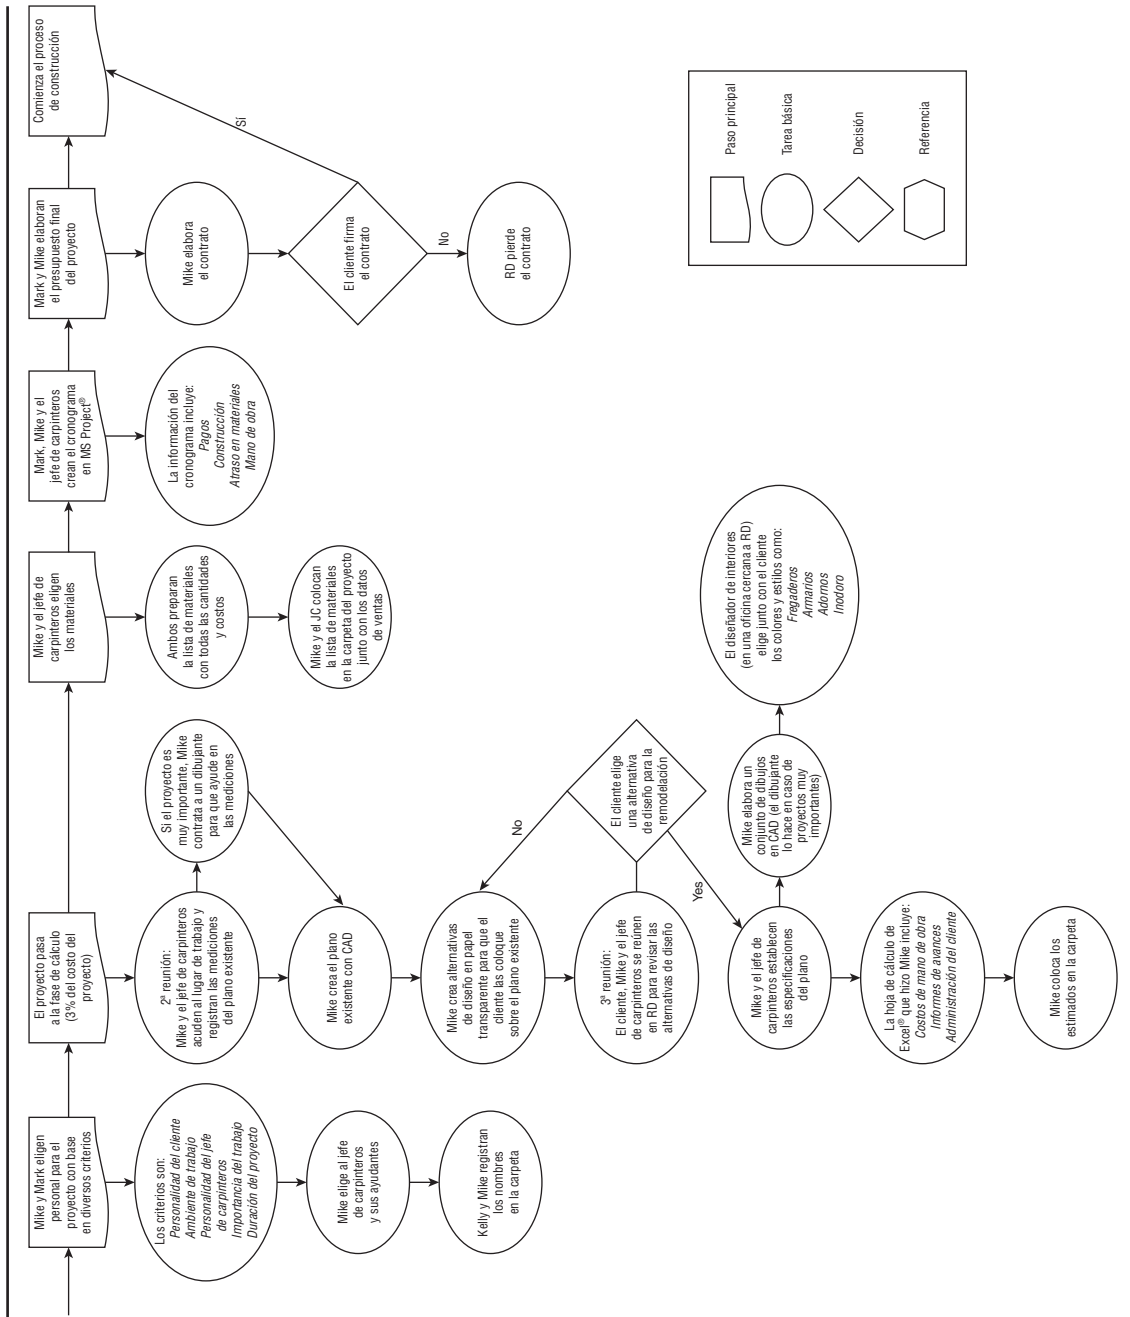 Mike y Mark eligen
personal para el
proyecto con base
en diversos criterios
Los criterios son:
Personalidad del cliente
Ambiente de trabajo
Personalidad del jefe
de carpinteros
Importancia del trabajo
Duración del proyecto
Mike elige al jefe
de carpinteros
y sus ayudantes
Kelly y Mike registran
los nombres
en la carpeta
El proyecto pasa
a la fase de cálculo
(3% del costo del
proyecto)
2ª reunión:
Mike y el jefe de carpinteros
acuden al lugar de trabajo y
registran las mediciones
del plano existente
Si el proyecto es
muy importante, Mike
contrata a un dibujante
para que ayude en
las mediciones
Mike crea el plano
existente con CAD
Mike crea alternativas
de diseño en papel
transparente para que el
cliente las coloque
sobre el plano existente
3ª reunión:
El cliente, Mike y el jefe
de carpinteros se reúnen
en RD para revisar las
alternativas de diseño
El cliente elige
una alternativa
de diseño para la
remodelación
No
Yes
Mike y el jefe de
carpinteros establecen
las especificaciones
del plano
Mike elabora un
conjunto de dibujos
en CAD (el dibujante
lo hace en caso de
proyectos muy
importantes)
El diseñador de interiores
(en una oficina cercana a RD)
elige junto con el cliente
los colores y estilos como:
Fregaderos
Armarios
Adornos
Inodoro
La hoja de cálculo de
Excel® que hizo Mike incluye:
Costos de mano de obra
Informes de avances
Administración del cliente
Mike coloca los
estimados en la carpeta
Mike y el jefe de
carpinteros eligen
los materiales
Ambos preparan
la lista de materiales
con todas las cantidades
y costos
Mike y el JC colocan
la lista de materiales
en la carpeta del proyecto
junto con los datos
de ventas
Mark, Mike y el
jefe de carpinteros
crean el cronograma
en MS Project®
La información del
cronograma incluye:
Pagos
Construcción
Atraso en materiales
Mano de obra
Mark y Mike elaboran
el presupuesto final
del proyecto
Mike elabora
el contrato
El cliente firma
el contrato
Sí
No
RD pierde
el contrato
Comienza el proceso
de construcción
Paso principal
Tarea básica
Decisión
Referencia